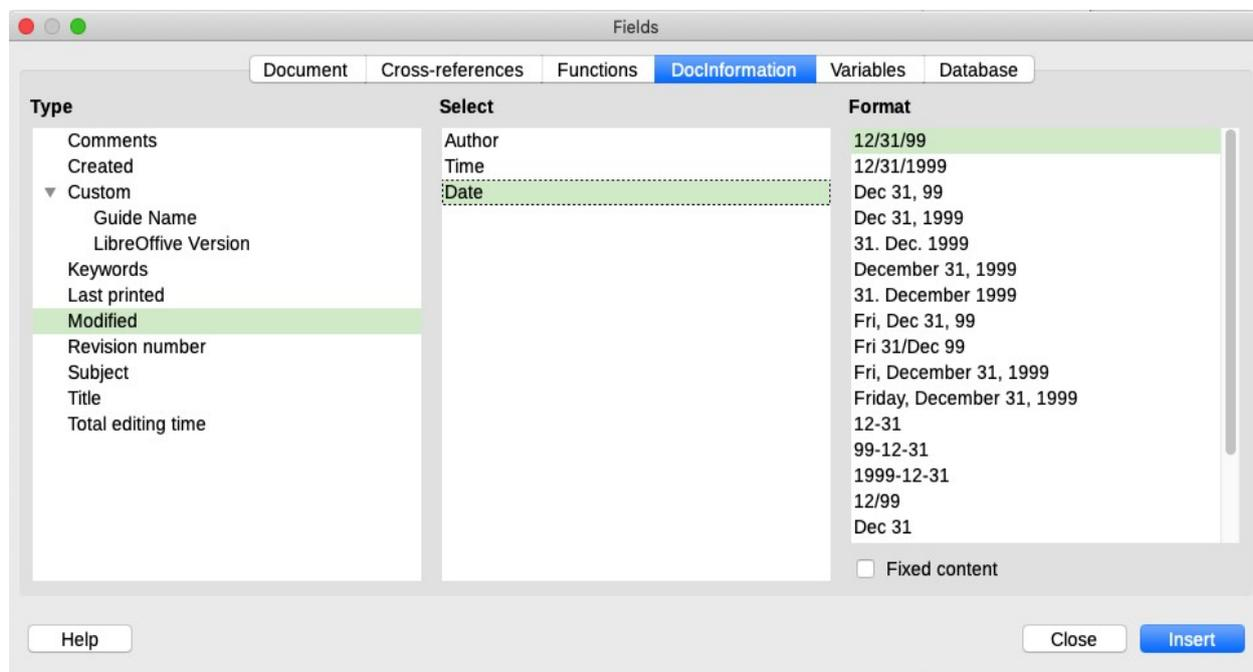 Fields
Document Cross-references Functions DocInformation Variables Database
Type
Comments
Created
Custom
Guide Name
LibreOffive Version
Keywords
Last printed
Modified
Revision number
Subject
Title
Total editing time
Select
Author
Time
Date
Format
12/31/99
12/31/1999
Dec 31, 99
Dec 31, 1999
31. Dec. 1999
December 31, 1999
31. December 1999
Fri, Dec 31, 99
Fri 31/Dec 99
Fri, December 31, 1999
Friday, December 31, 1999
12-31
99-12-31
1999-12-31
12/99
Dec 31
Fixed content
Help Close Insert